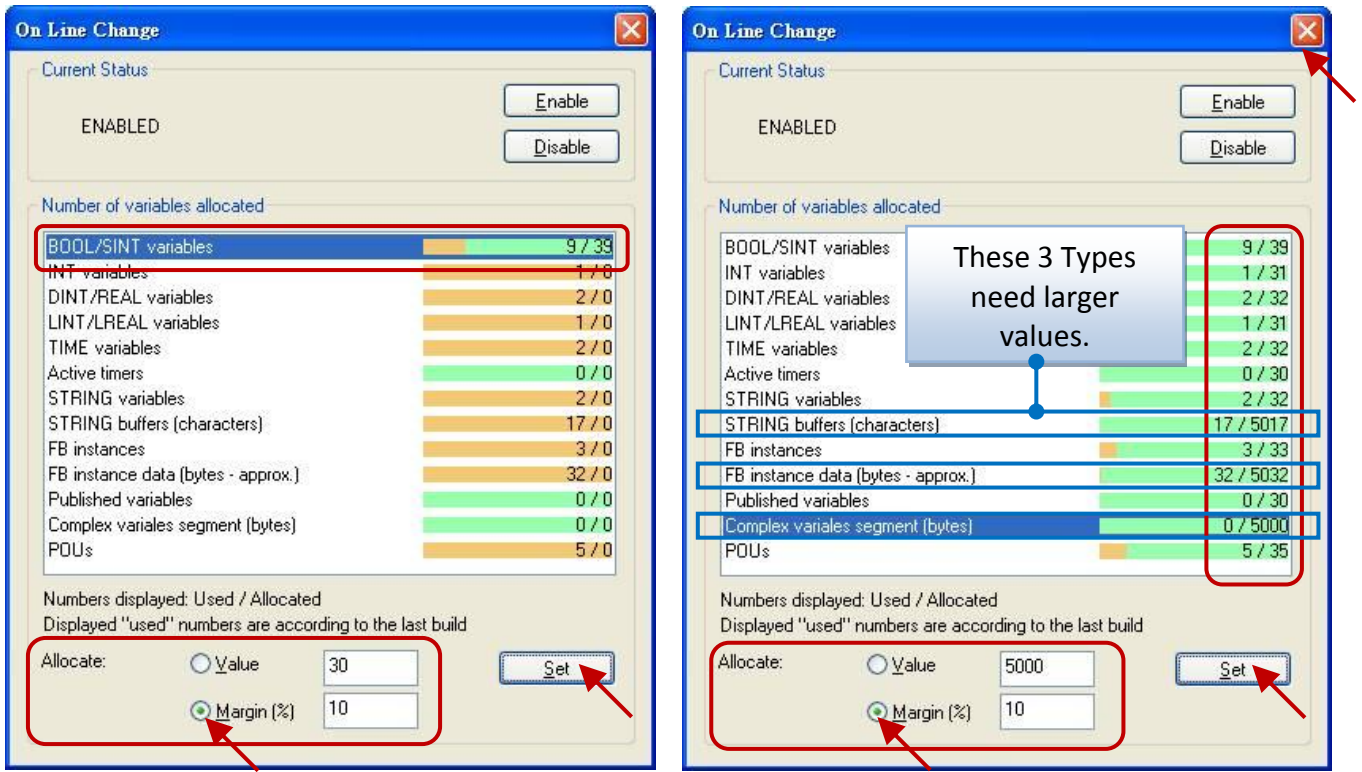 On Line Change
Current Status
Enable
ENABLED
Disable
Number of variables allocated
BOOL/SINT variables 9 / 39
INT variables 1 / 0
DINT/REAL variables 2 / 0
LINT/LREAL variables 1 / 0
TIME variables 2 / 0
Active timers 0 / 0
STRING variables 2 / 0
STRING buffers (characters) 17 / 0
FB instances 3 / 0
FB instance data (bytes - approx.) 32 / 0
Published variables 0 / 0
Complex variales segment (bytes) 0 / 0
POUs 5 / 0
Numbers displayed: Used / Allocated
Displayed "used" numbers are according to the last build
Allocate: Value 30 Set
Margin (%) 10
On Line Change
Current Status
Enable
ENABLED
Disable
Number of variables allocated
BOOL/SINT variables 9 / 39
INT variables 1 / 31
DINT/REAL variables 2 / 32
LINT/LREAL variables 1 / 31
TIME variables 2 / 32
Active timers 0 / 30
STRING variables 2 / 32
STRING buffers (characters) 17 / 5017
FB instances 3 / 33
FB instance data (bytes - approx.) 32 / 5032
Published variables 0 / 30
Complex variales segment (bytes) 0 / 5000
POUs 5 / 35
These 3 Types
need larger
values.
Numbers displayed: Used / Allocated
Displayed "used" numbers are according to the last build
Allocate: Value 5000 Set
Margin (%) 10